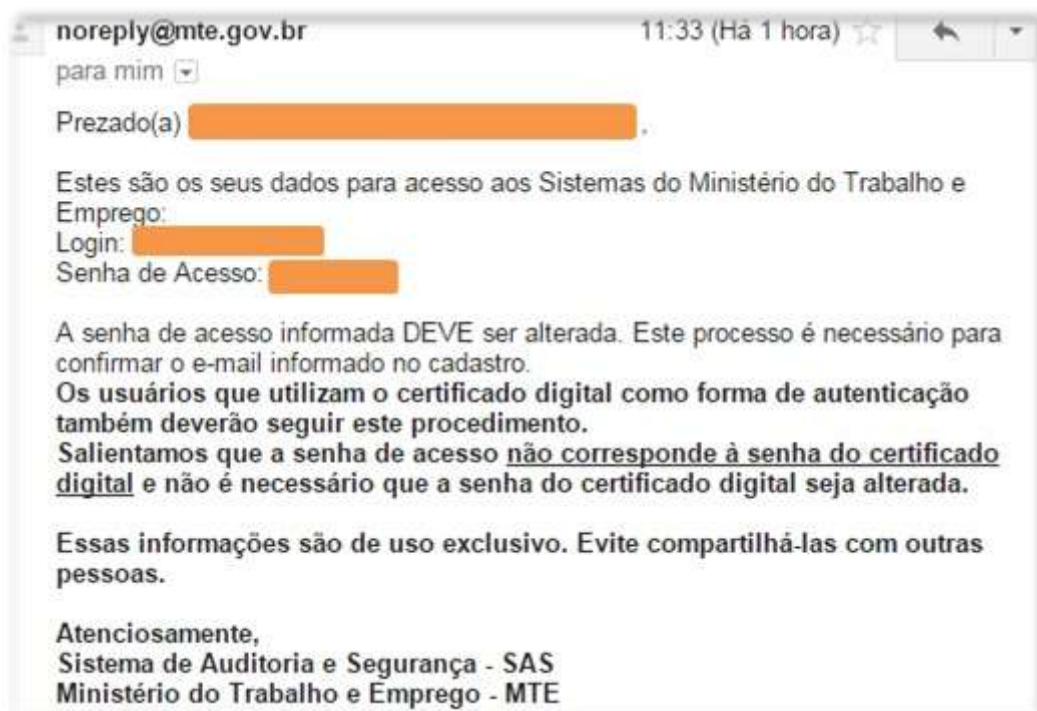 noreply@mte.gov.br 11:33 (Há 1 hora)
para mim
Prezado(a) .
Estes são os seus dados para acesso aos Sistemas do Ministério do Trabalho e
Emprego:
Login:
Senha de Acesso:
A senha de acesso informada DEVE ser alterada. Este processo é necessário para
confirmar o e-mail informado no cadastro.
Os usuários que utilizam o certificado digital como forma de autenticação
também deverão seguir este procedimento.
Salientamos que a senha de acesso não corresponde à senha do certificado
digital e não é necessário que a senha do certificado digital seja alterada.
Essas informações são de uso exclusivo. Evite compartilhá-las com outras
pessoas.
Atenciosamente,
Sistema de Auditoria e Segurança - SAS
Ministério do Trabalho e Emprego - MTE